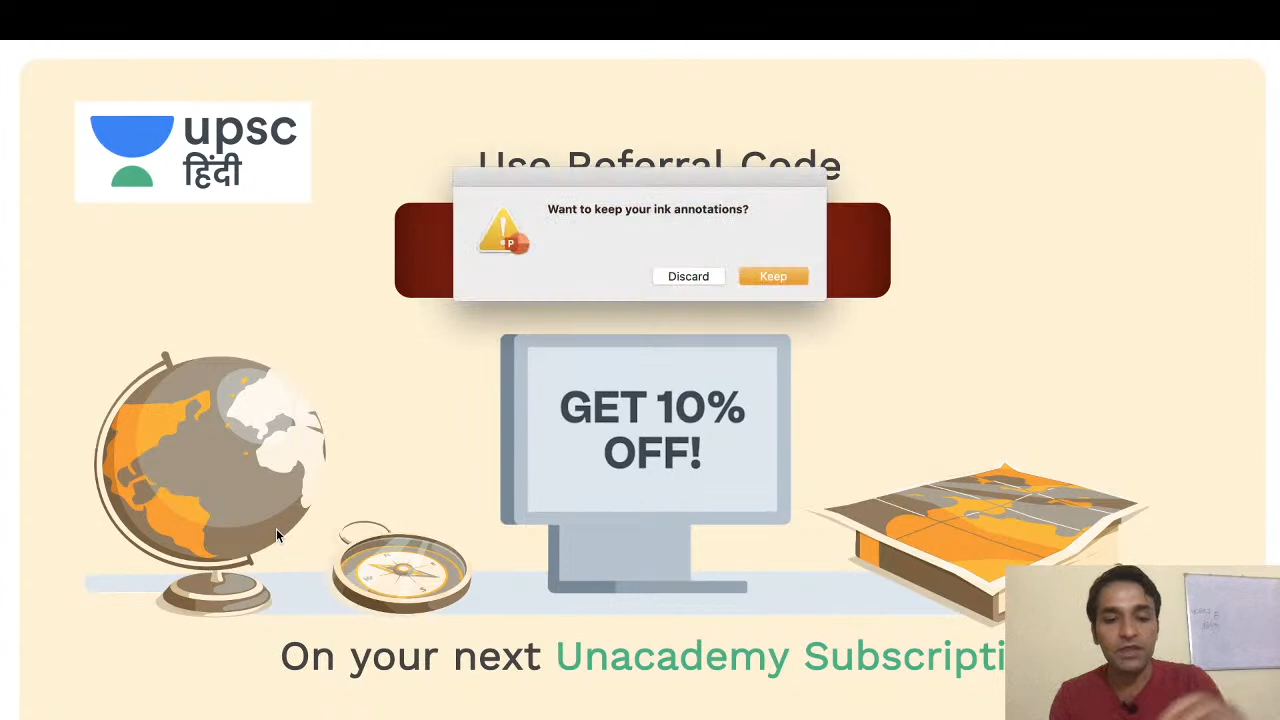 upsc
हिंदी
Use Referral Code
Want to keep your ink annotations?
Discard
Keep
GET 10%
OFF!
N
W
S
On your next Unacademy Subscripti